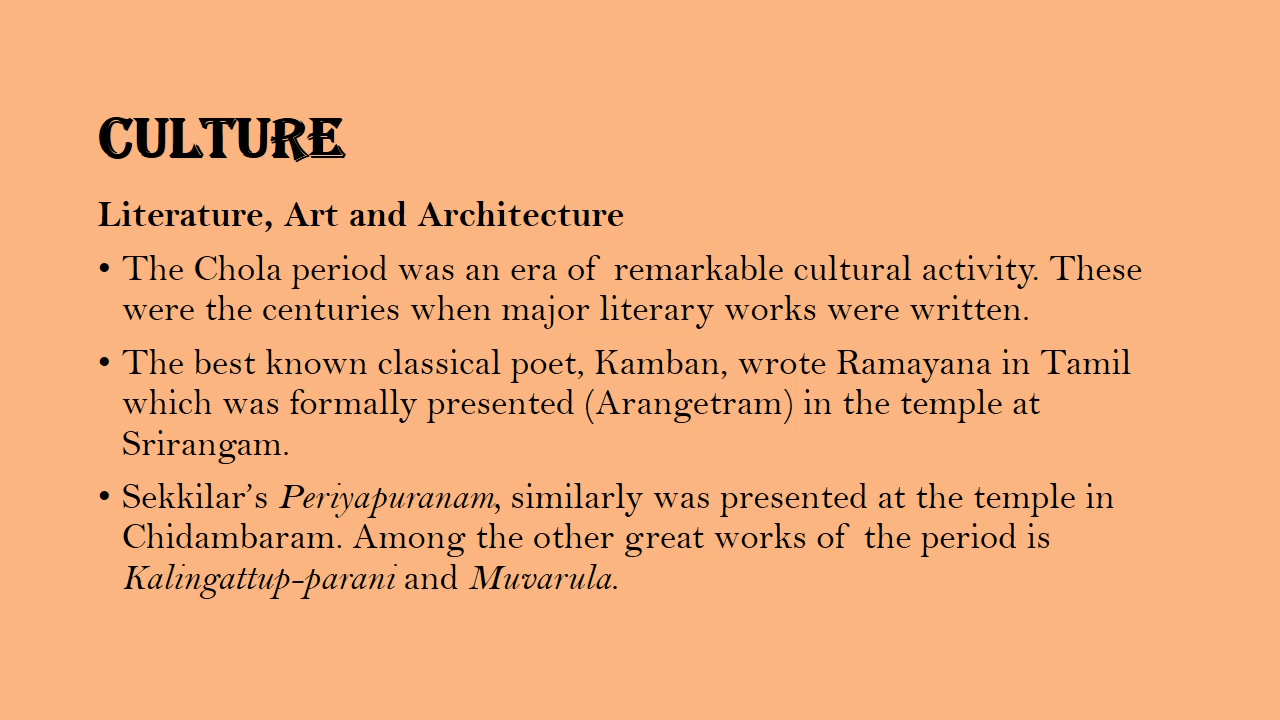 CULTURE
Literature, Art and Architecture
• The Chola period was an era of remarkable cultural activity. These
were the centuries when major literary works were written.
• The best known classical poet, Kamban, wrote Ramayana in Tamil
which was formally presented (Arangetram) in the temple at
Srirangam.
• Sekkilar’s Periyapuranam, similarly was presented at the temple in
Chidambaram. Among the other great works of the period is
Kalingattup-parani and Muvarula.